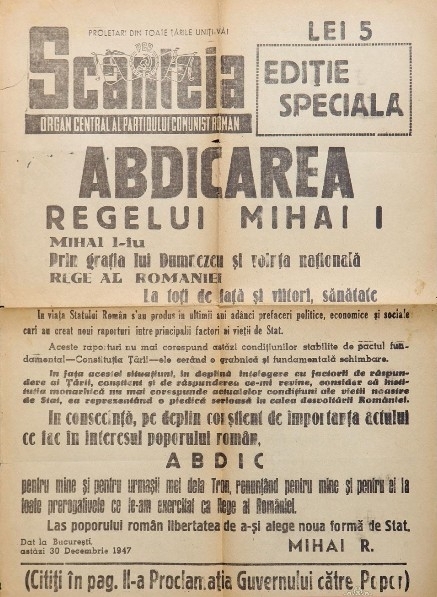 LEI 5
PROLETARI DIN TOATE ȚĂRILE UNIȚI-VĂ!
Scânteia
ORGAN CENTRAL AL PARTIDULUI COMUNIST ROMÂN
EDIȚIE
SPECIALA
ABDICAREA
REGELUI MIHAI I
MIHAI I-iu
Prin grația lui Dumnezeu și voința națională
REGE AL ROMANIEI
La toți de față și viitori, sănătate
In viața Statului Român s'au produs în ultimii ani adânci prefaceri politice, economice și sociale
cari au creat noui raporturi între principalii factori ai vieții de Stat.
Aceste raporturi nu mai corespund astăzi condițiunilor stabilite de pactul fun-
damental—Constituția Țării—ele cerând o grabnică și fundamentală schimbare.
In fața acestei situațiuni, în deplină înțelegere cu factorii de răspun-
dere ai Țării, conștient și de răspunderea ce-mi revine, consider că insti-
tuția monarhică nu mai corespunde actualelor condițiuni ale vieții noastre
de Stat, ea reprezentând o piedică serioasă în calea desvoltării României.
In consecință, pe deplin conștient de importanța actului
ce fac în interesul poporului român,
ABDIC
pentru mine și pentru urmașii mei dela Tron, renunțând pentru mine și pentru ei la
toate prerogativele ce le-am exercitat ca Rege al României.
Las poporului român libertatea de a-și alege noua formă de Stat.
Dat la București,
astăzi 30 Decembrie 1947
MIHAI R.
(Citiți în pag. II-a Proclamația Guvernului către Popor)